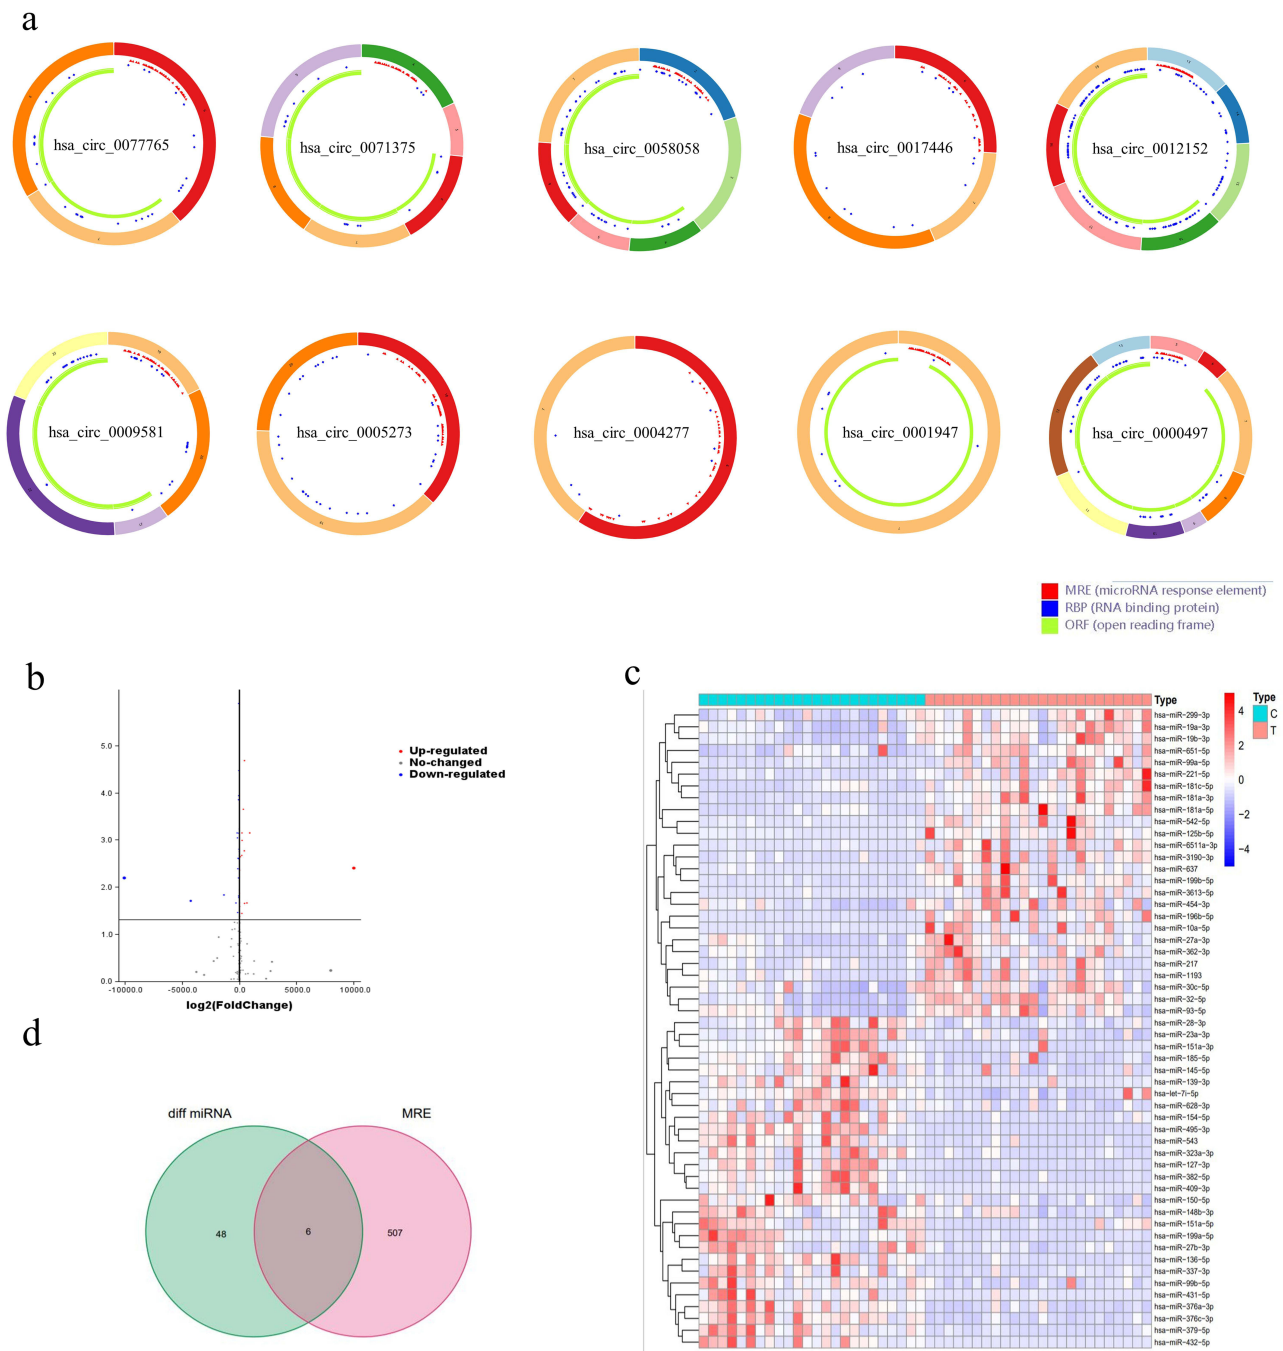 a
hsa_circ_0077765
hsa_circ_0071375
hsa_circ_0058058
hsa_circ_0017446
hsa_circ_0012152
hsa_circ_0009581
hsa_circ_0005273
hsa_circ_0004277
hsa_circ_0001947
hsa_circ_0000497
MRE (microRNA response element)
RBP (RNA binding protein)
ORF (open reading frame)
b
5.0
4.0
3.0
2.0
1.0
0.0
-10000.0 -5000.0 0.0 5000.0 10000.0
log2(FoldChange)
Up-regulated
No-changed
Down-regulated
c
Type
hsa-miR-299-3p
hsa-miR-19a-3p
hsa-miR-19b-3p
hsa-miR-651-5p
hsa-miR-99a-5p
hsa-miR-221-5p
hsa-miR-181c-5p
hsa-miR-181a-3p
hsa-miR-181a-5p
hsa-miR-542-5p
hsa-miR-125b-5p
hsa-miR-6511a-3p
hsa-miR-3190-3p
hsa-miR-637
hsa-miR-199b-5p
hsa-miR-3613-5p
hsa-miR-454-3p
hsa-miR-196b-5p
hsa-miR-10a-5p
hsa-miR-27a-3p
hsa-miR-362-3p
hsa-miR-217
hsa-miR-1193
hsa-miR-30c-5p
hsa-miR-32-5p
hsa-miR-93-5p
hsa-miR-28-3p
hsa-miR-23a-3p
hsa-miR-151a-3p
hsa-miR-185-5p
hsa-miR-145-5p
hsa-miR-139-3p
hsa-let-7i-5p
hsa-miR-628-3p
hsa-miR-154-5p
hsa-miR-495-3p
hsa-miR-543
hsa-miR-323a-3p
hsa-miR-127-3p
hsa-miR-382-5p
hsa-miR-409-3p
hsa-miR-150-5p
hsa-miR-148b-3p
hsa-miR-151a-5p
hsa-miR-199a-5p
hsa-miR-27b-3p
hsa-miR-136-5p
hsa-miR-337-3p
hsa-miR-99b-5p
hsa-miR-431-5p
hsa-miR-376a-3p
hsa-miR-376c-3p
hsa-miR-379-5p
hsa-miR-432-5p
4
2
0
-2
-4
Type
C
T
d
diff miRNA
MRE
48
6
507